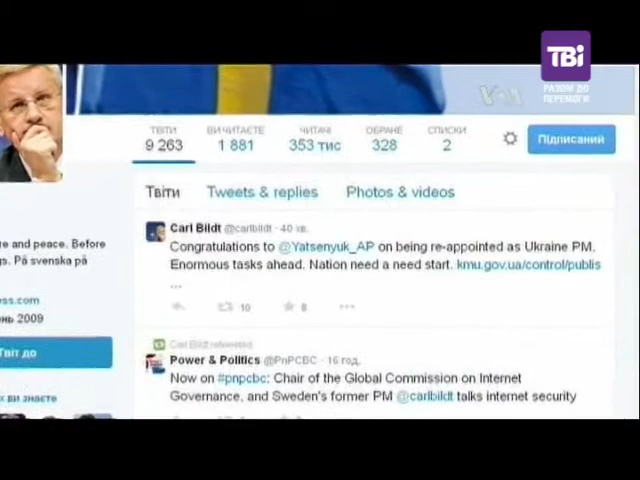 TBi
РАЗОМ ДО
ПЕРЕМОГИ
VOA
ТВІТИ ВИ ЧИТАЄТЕ ЧИТАЧІ ОБРАНЕ СПИСКИ
9 263 1 881 353 тис 328 2
Підписаний
Твіти Tweets & replies Photos & videos
Carl Bildt @carlbildt · 40 хв.
Congratulations to @Yatsenyuk_AP on being re-appointed as Ukraine PM.
Enormous tasks ahead. Nation need a need start. kmu.gov.ua/control/publis
...
10 8
Carl Bildt retweeted
Power & Politics @PnPCBC · 16 год.
Now on #pnpcbc: Chair of the Global Commission on Internet
Governance, and Sweden's former PM @carlbildt talks internet security
re and peace. Before
gs. På svenska på
ess.com
ень 2009
Твіт до
х ви знаєте